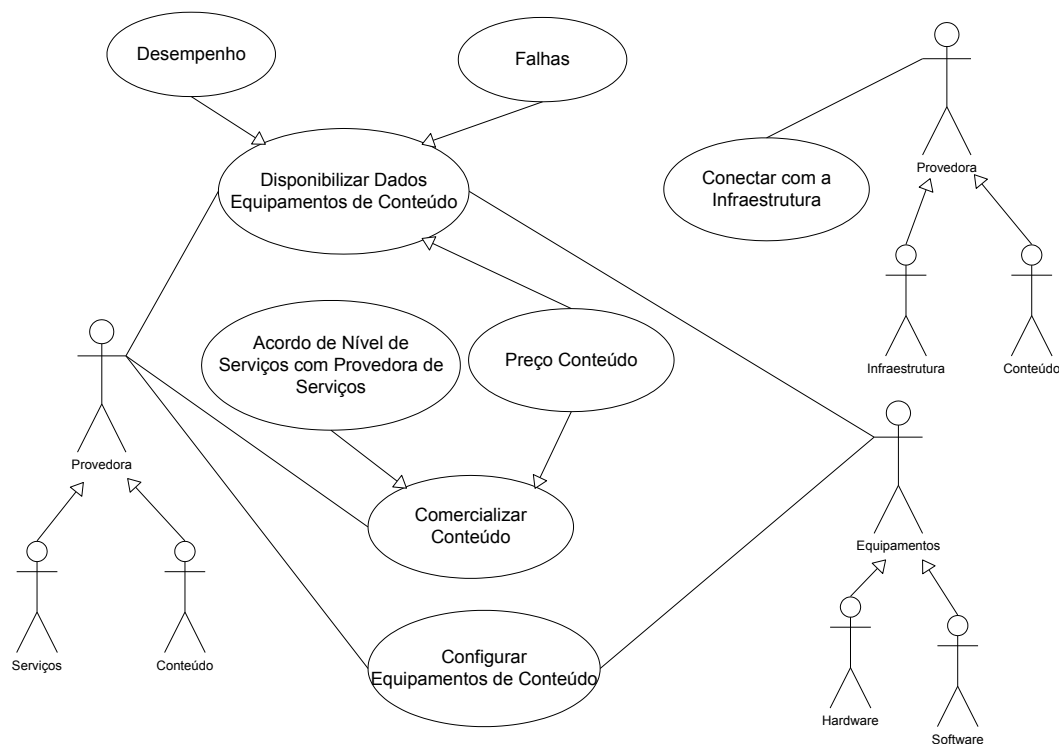 Desempenho
Falhas
Disponibilizar Dados
Equipamentos de Conteúdo
Conectar com a
Infraestrutura
Provedora
Infraestrutura
Conteúdo
Acordo de Nível de
Serviços com Provedora de
Serviços
Preço Conteúdo
Provedora
Serviços
Conteúdo
Comercializar
Conteúdo
Equipamentos
Hardware
Software
Configurar
Equipamentos de Conteúdo